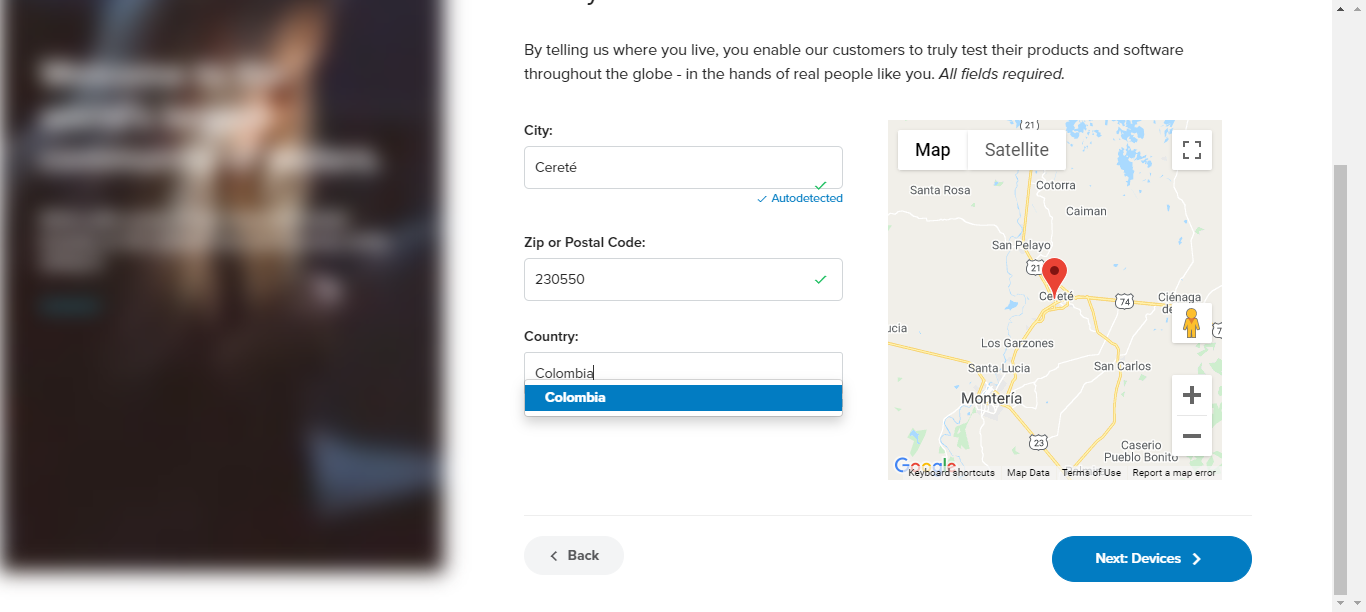 By telling us where you live, you enable our customers to truly test their products and software
throughout the globe - in the hands of real people like you. All fields required.
City:
Cereté
Autodetected
Zip or Postal Code:
230550
Country:
Colombia
Colombia
Map
Satellite
21
Santa Rosa
Cotorra
Caiman
San Pelayo
21
Cereté
74
Ciénaga
de
ucia
7
Los Garzones
Santa Lucia
San Carlos
Montería
23
Caserio
Pueblo Bonito
Google
Keyboard shortcuts
Map Data
Terms of Use
Report a map error
Back
Next: Devices